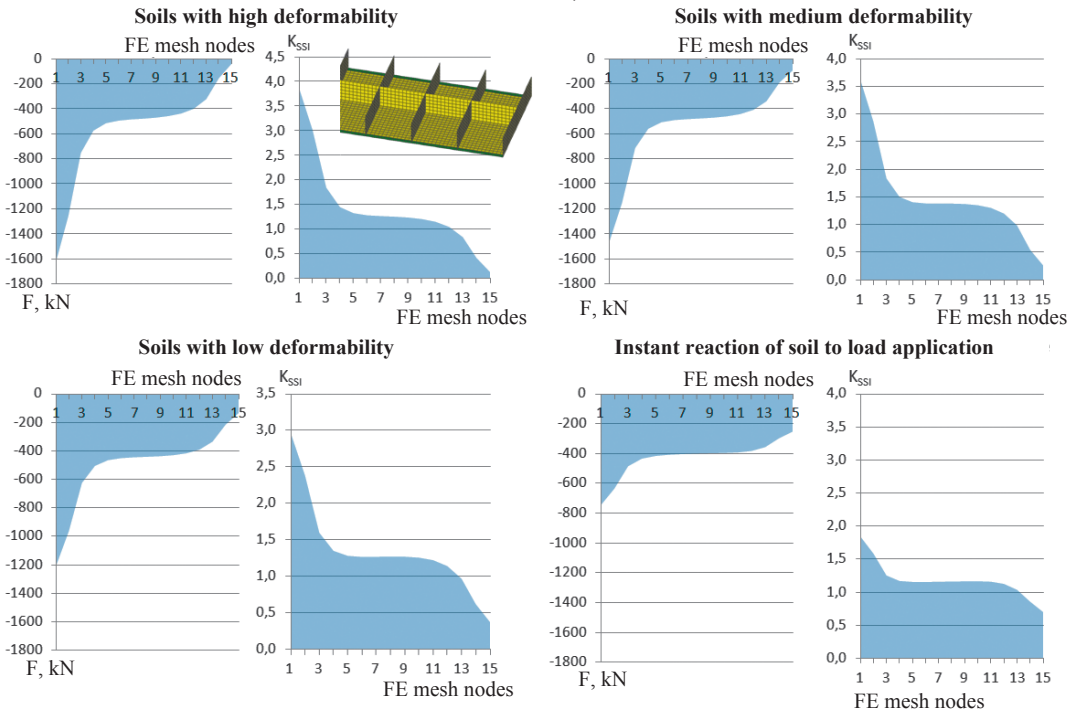 Soils with high deformability
FE mesh nodes
0
-200
-400
-600
-800
-1000
-1200
-1400
-1600
-1800
1 3 5 7 9 11 13 15
F, kN
KSSI
4,5
4,0
3,5
3,0
2,5
2,0
1,5
1,0
0,5
0,0
1 3 5 7 9 11 13 15
FE mesh nodes
Soils with medium deformability
FE mesh nodes
0
-200
-400
-600
-800
-1000
-1200
-1400
-1600
-1800
1 3 5 7 9 11 13 15
F, kN
KSSI
4,0
3,5
3,0
2,5
2,0
1,5
1,0
0,5
0,0
1 3 5 7 9 11 13 15
FE mesh nodes
Soils with low deformability
FE mesh nodes
0
-200
-400
-600
-800
-1000
-1200
-1400
-1600
-1800
1 3 5 7 9 11 13 15
F, kN
KSSI
3,5
3,0
2,5
2,0
1,5
1,0
0,5
0,0
1 3 5 7 9 11 13 15
FE mesh nodes
Instant reaction of soil to load application
FE mesh nodes
0
-200
-400
-600
-800
-1000
-1200
-1400
-1600
-1800
1 3 5 7 9 11 13 15
F, kN
KSSI
4,0
3,5
3,0
2,5
2,0
1,5
1,0
0,5
0,0
1 3 5 7 9 11 13 15
FE mesh nodes